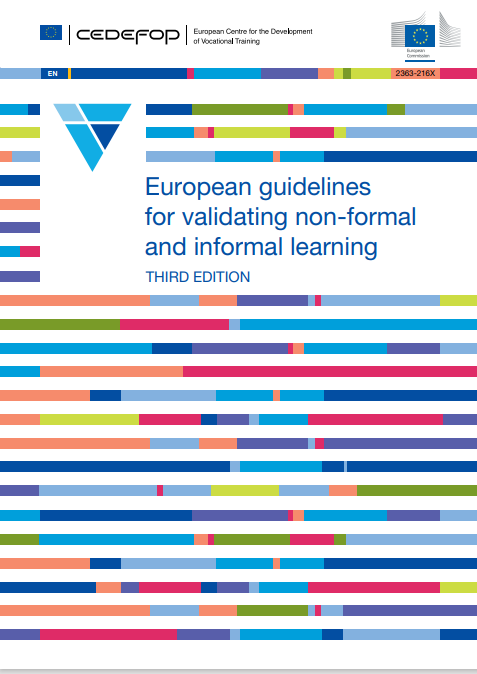 CEDEFOP
European Centre for the Development
of Vocational Training
European
Commission
EN
2363-216X
European guidelines
for validating non-formal
and informal learning
THIRD EDITION